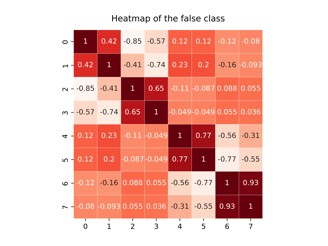 Heatmap of the false class
0 1 0.42 -0.85 -0.57 0.12 0.12 -0.12 -0.08
1 0.42 1 -0.41 -0.74 0.23 0.2 -0.16 -0.093
2 -0.85 -0.41 1 0.65 -0.11 -0.087 0.088 0.055
3 -0.57 -0.74 0.65 1 -0.049 -0.049 0.055 0.036
4 0.12 0.23 -0.11 -0.049 1 0.77 -0.56 -0.31
5 0.12 0.2 -0.087 -0.049 0.77 1 -0.77 -0.55
6 -0.12 -0.16 0.088 0.055 -0.56 -0.77 1 0.93
7 -0.08 -0.093 0.055 0.036 -0.31 -0.55 0.93 1
0 1 2 3 4 5 6 7